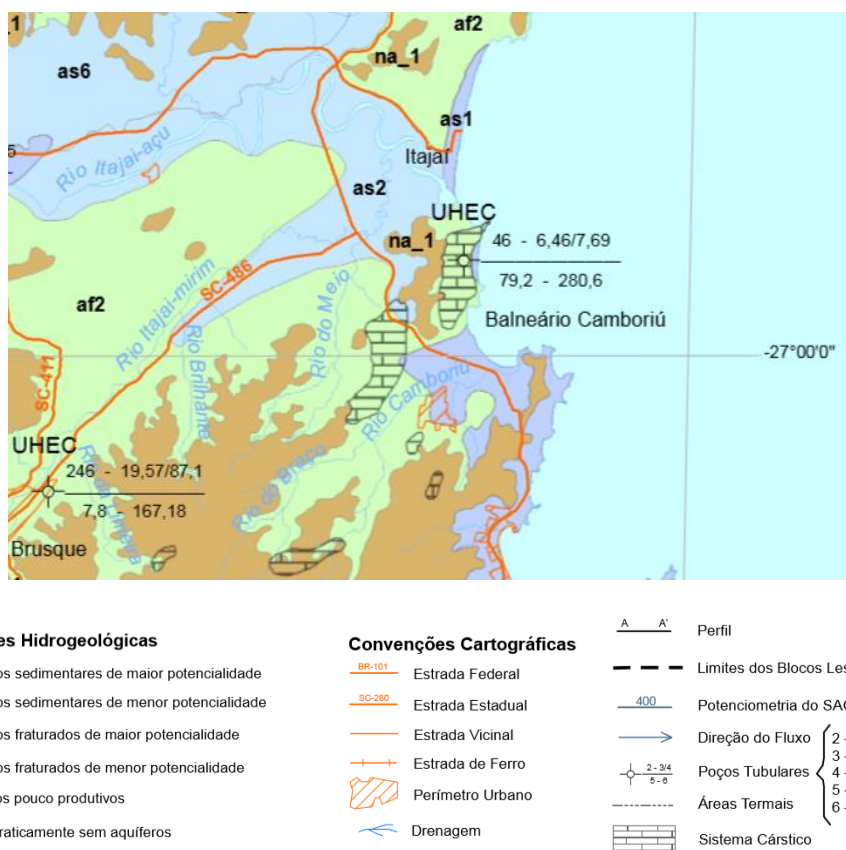 _1
af2
na_1
as6
as1
Rio Itajaí-açu
Itajaí
as2
UHEC
46 - 6,46/7,69
79,2 - 280,6
na_1
SC-486
af2
Rio Itajaí-mirim
Rio do Meio
Balneário Camboriú
Rio Brilhante
-27°00'0"
SC-411
Rio Camboriú
UHEC
246 - 19,57/87,1
7,8 - 167,18
Rio do Braço
Brusque
es Hidrogeológicas
os sedimentares de maior potencialidade
os sedimentares de menor potencialidade
os fraturados de maior potencialidade
os fraturados de menor potencialidade
os pouco produtivos
raticamente sem aquíferos
Convenções Cartográficas
BR-101 Estrada Federal
SC-280 Estrada Estadual
Estrada Vicinal
Estrada de Ferro
Perímetro Urbano
Drenagem
A A' Perfil
Limites dos Blocos Les
400 Potenciometria do SA
Direção do Fluxo
2 - 3/4
5 - 6
Poços Tubulares
2 -
3 -
4 -
5 -
6 -
Áreas Termais
Sistema Cárstico